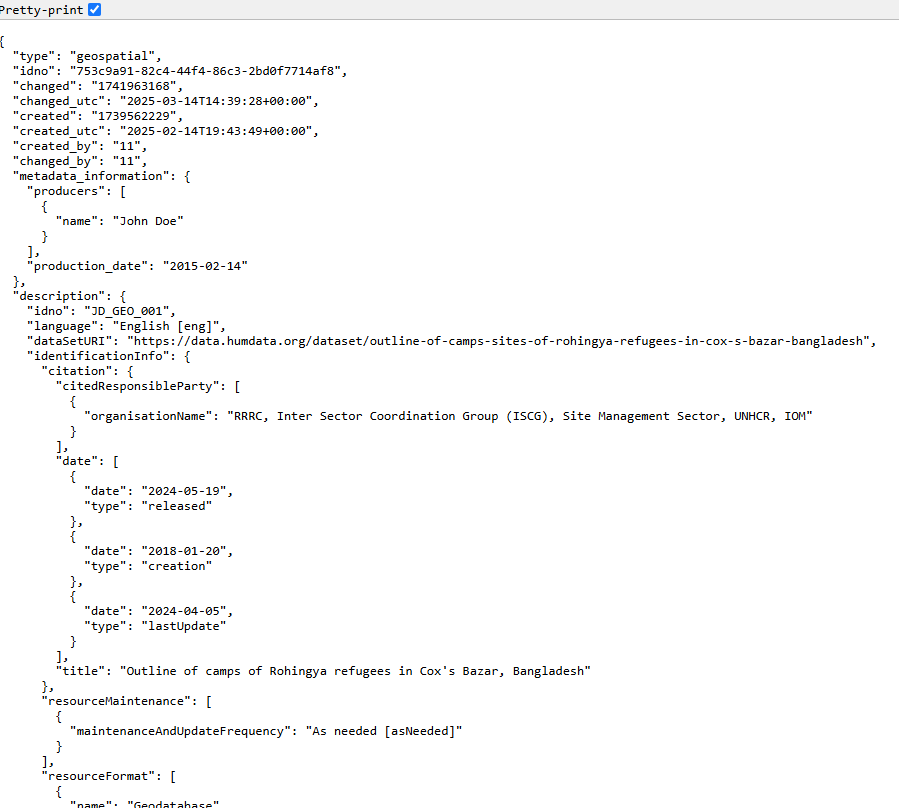 Pretty-print
{
  "type": "geospatial",
  "idno": "753c9a91-82c4-44f4-86c3-2bd0f7714af8",
  "changed": "1741963168",
  "changed_utc": "2025-03-14T14:39:28+00:00",
  "created": "1739562229",
  "created_utc": "2025-02-14T19:43:49+00:00",
  "created_by": "11",
  "changed_by": "11",
  "metadata_information": {
    "producers": [
      {
        "name": "John Doe"
      }
    ],
    "production_date": "2015-02-14"
  },
  "description": {
    "idno": "JD_GEO_001",
    "language": "English [eng]",
    "dataSetURI": "https://data.humdata.org/dataset/outline-of-camps-sites-of-rohingya-refugees-in-cox-s-bazar-bangladesh",
    "identificationInfo": {
      "citation": {
        "citedResponsibleParty": [
          {
            "organisationName": "RRRC, Inter Sector Coordination Group (ISCG), Site Management Sector, UNHCR, IOM"
          }
        ],
        "date": [
          {
            "date": "2024-05-19",
            "type": "released"
          },
          {
            "date": "2018-01-20",
            "type": "creation"
          },
          {
            "date": "2024-04-05",
            "type": "lastUpdate"
          }
        ],
        "title": "Outline of camps of Rohingya refugees in Cox's Bazar, Bangladesh"
      },
      "resourceMaintenance": [
        {
          "maintenanceAndUpdateFrequency": "As needed [asNeeded]"
        }
      ],
      "resourceFormat": [
        {
          "name": "Geodatabase"